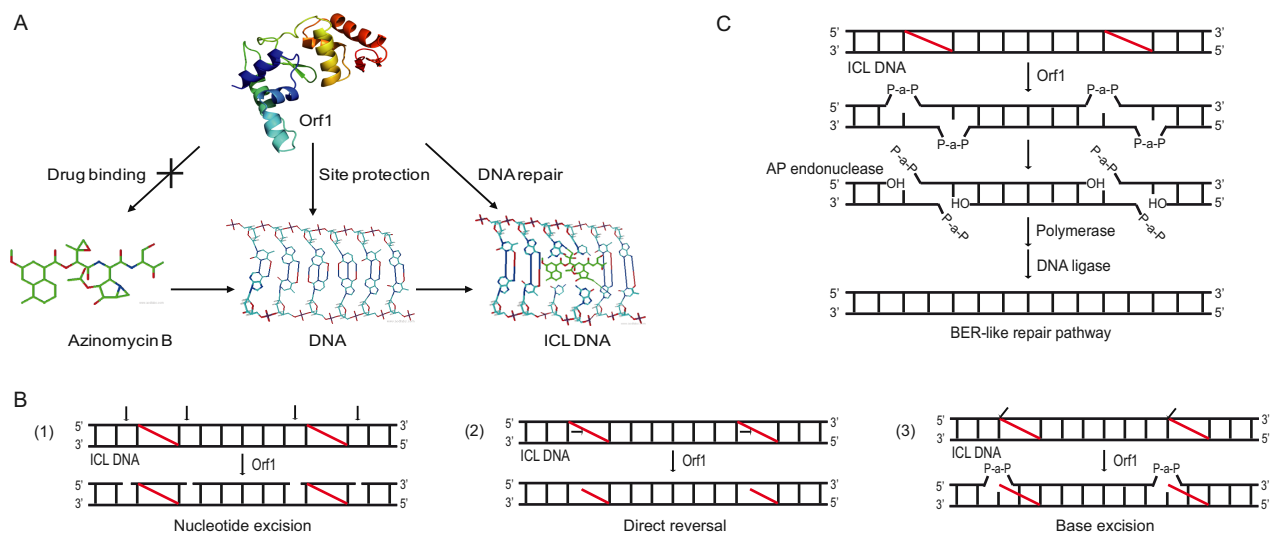 A
Orf1
Drug binding
Site protection
DNA repair
Azinomycin B
DNA
ICL DNA
B
(1)
5’ 3’
3’ 5’
ICL DNA
Orf1
5’ 3’
3’ 5’
Nucleotide excision
(2)
5’ 3’
3’ 5’
ICL DNA
Orf1
5’ 3’
3’ 5’
Direct reversal
(3)
5’ 3’
3’ 5’
ICL DNA
Orf1
P-a-P P-a-P
5’ 3’
3’ 5’
Base excision
C
5’ 3’
3’ 5’
ICL DNA
Orf1
P-a-P P-a-P
5’ 3’
3’ 5’
P-a-P P-a-P
AP endonuclease
P-a-P P-a-P
5’ OH OH 3’
3’ HO HO 5’
P-a-P P-a-P
Polymerase
DNA ligase
5’ 3’
3’ 5’
BER-like repair pathway